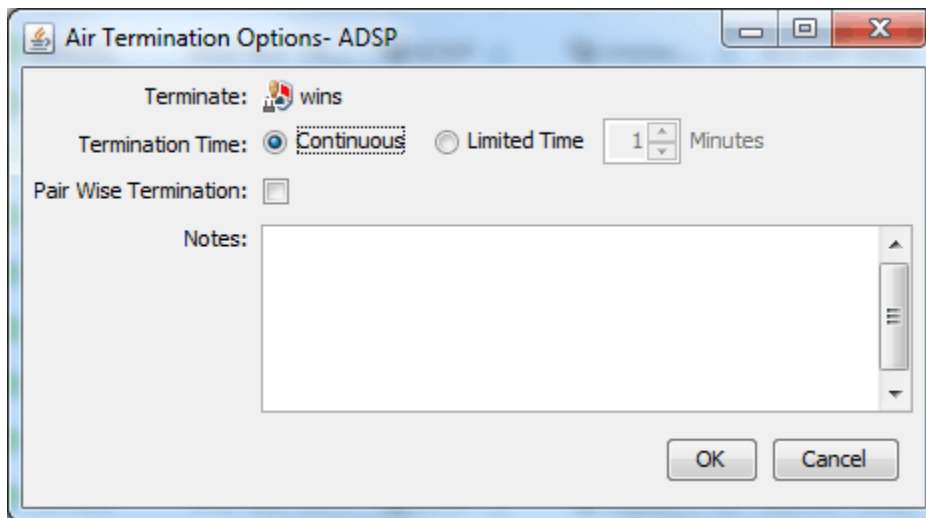 Air Termination Options- ADSP
Terminate: wins
Termination Time: Continuous Limited Time 1 Minutes
Pair Wise Termination:
Notes:
OK Cancel